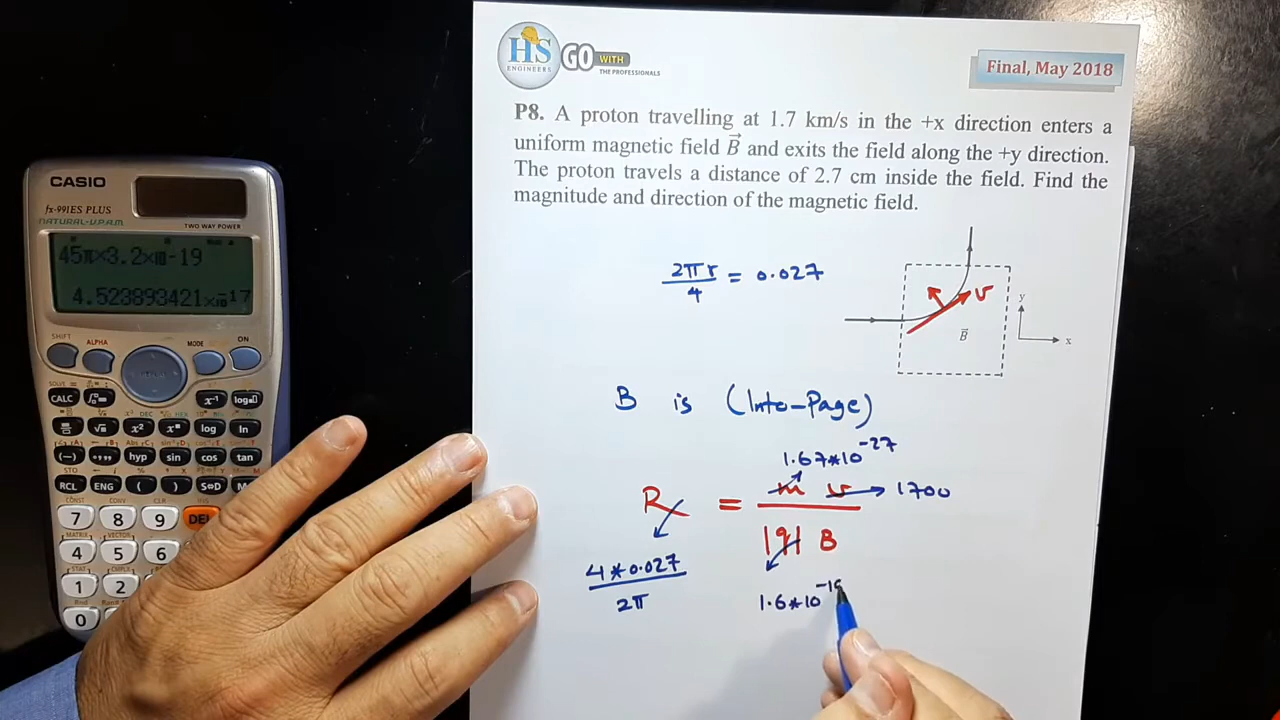 HS
ENGINEERS
GO WITH
THE PROFESSIONALS
Final, May 2018
P8. A proton travelling at 1.7 km/s in the +x direction enters a
uniform magnetic field B⃗ and exits the field along the +y direction.
The proton travels a distance of 2.7 cm inside the field. Find the
magnitude and direction of the magnetic field.
2πr/4 = 0.027
v
y
x
B⃗
B is (Into-Page)
1.67*10^-27
R = m v / |q| B
1700
4*0.027 / 2π
1.6*10^-19
CASIO
fx-991ES PLUS
NATURAL-V.P.A.M.
TWO WAY POWER
45π×3.2×10-19
4.523893421×10^-17
SHIFT ALPHA MODE ON
CALC x⁻¹ log
√ x² log ln
(-) hyp sin cos tan
STO
RCL ENG ( ) S⇔D M
7 8 9 DEL
4 5 6
1 2
0